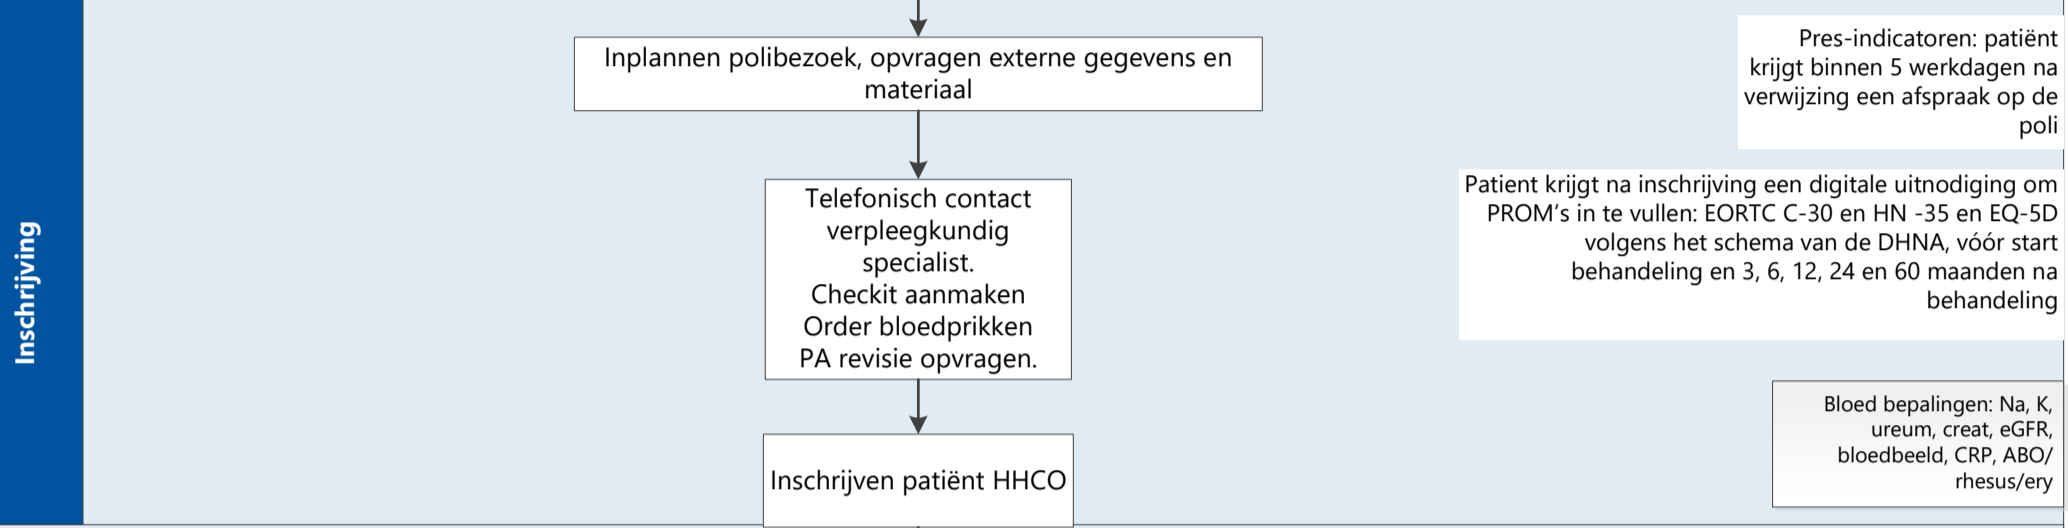 Inschrijving
Inplannen polibezoek, opvragen externe gegevens en
materiaal
Telefonisch contact
verpleegkundig
specialist.
Checkit aanmaken
Order bloedprikken
PA revisie opvragen.
Inschrijven patiënt HHCO
Pres-indicatoren: patiënt
krijgt binnen 5 werkdagen na
verwijzing een afspraak op de
poli
Patient krijgt na inschrijving een digitale uitnodiging om
PROM’s in te vullen: EORTC C-30 en HN -35 en EQ-5D
volgens het schema van de DHNA, vóór start
behandeling en 3, 6, 12, 24 en 60 maanden na
behandeling
Bloed bepalingen: Na, K,
ureum, creat, eGFR,
bloedbeeld, CRP, ABO/
rhesus/ery